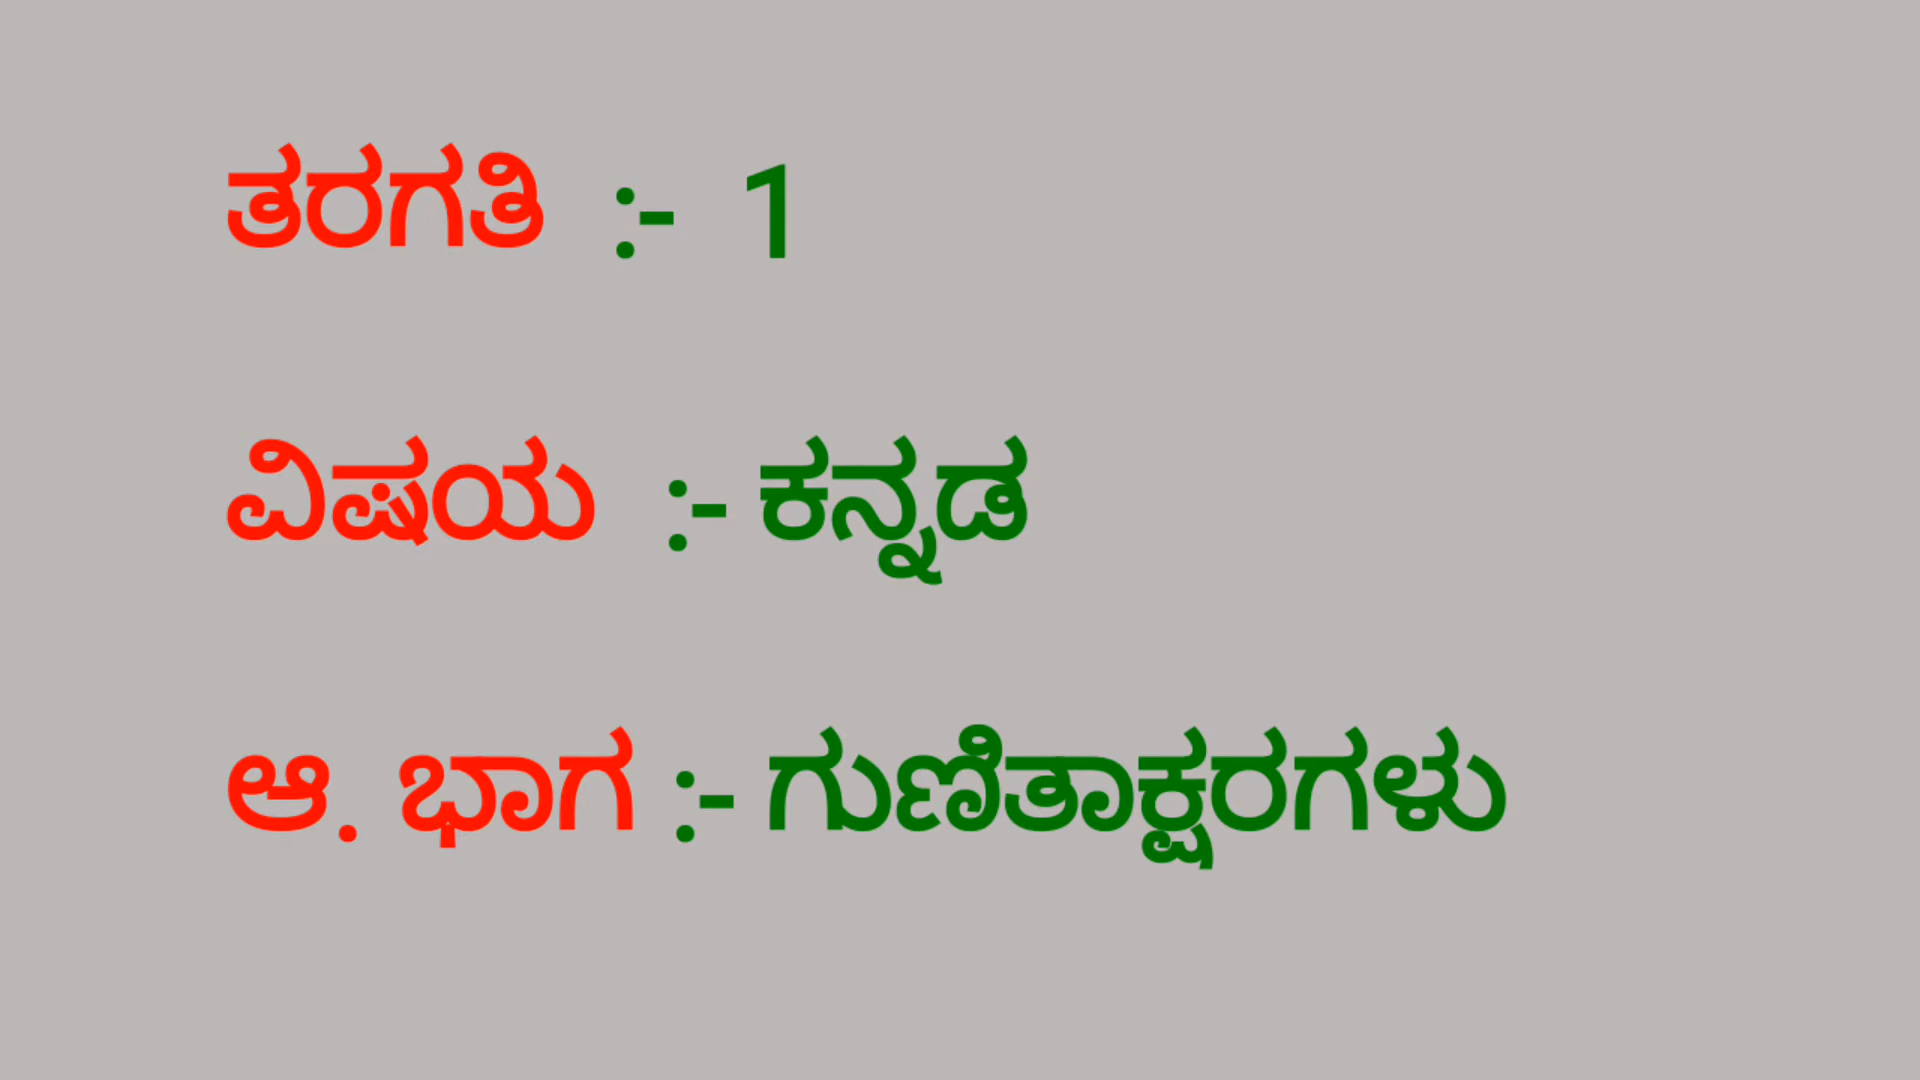 ತರಗತಿ :- 1
ವಿಷಯ :- ಕನ್ನಡ
ಆ. ಭಾಗ :- ಗುಣಿತಾಕ್ಷರಗಳು